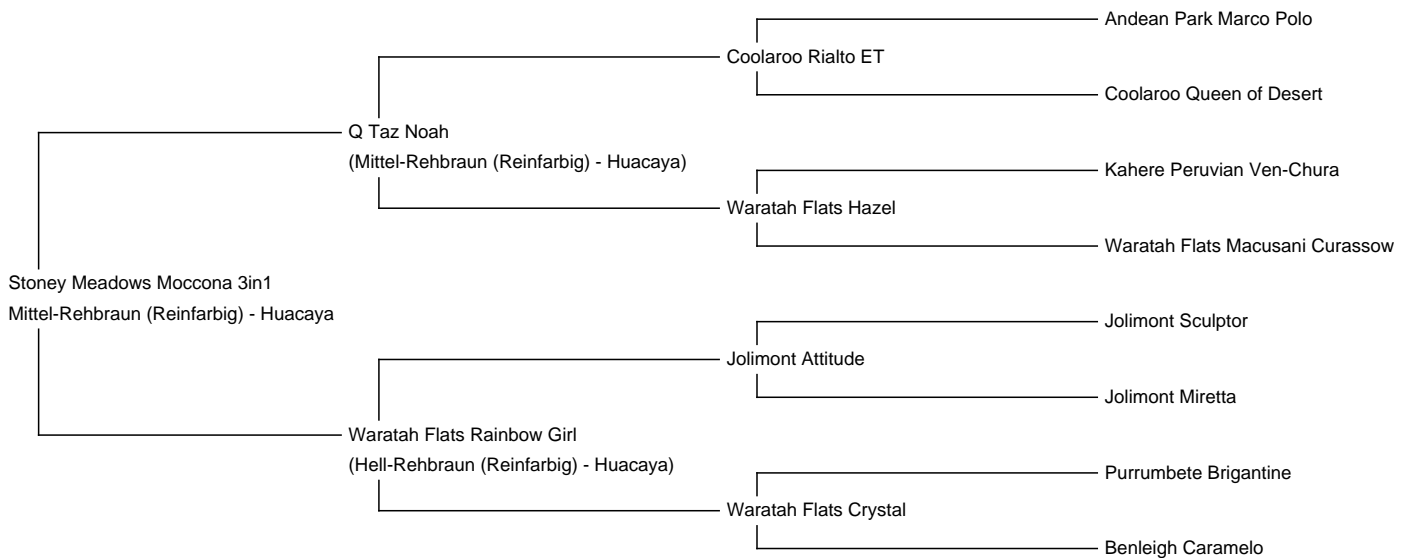 Andean Park Marco Polo
Coolaroo Rialto ET
Coolaroo Queen of Desert
Q Taz Noah
(Mittel-Rehbraun (Reinfarbig) - Huacaya)
Kahere Peruvian Ven-Chura
Waratah Flats Hazel
Waratah Flats Macusani Curassow
Stoney Meadows Moccona 3in1
Mittel-Rehbraun (Reinfarbig) - Huacaya
Jolimont Sculptor
Jolimont Attitude
Jolimont Miretta
Waratah Flats Rainbow Girl
(Hell-Rehbraun (Reinfarbig) - Huacaya)
Purrumbete Brigantine
Waratah Flats Crystal
Benleigh Caramelo